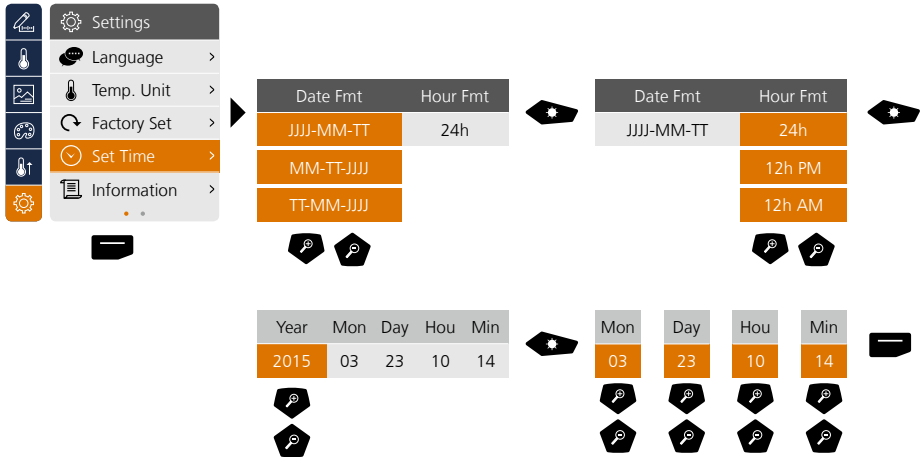 Settings
Language
Temp. Unit
Factory Set
Set Time
Information
Date Fmt Hour Fmt
JJJJ-MM-TT 24h
MM-TT-JJJJ
TT-MM-JJJJ
Date Fmt Hour Fmt
JJJJ-MM-TT 24h
12h PM
12h AM
Year Mon Day Hou Min
2015 03 23 10 14
Mon Day Hou Min
03 23 10 14